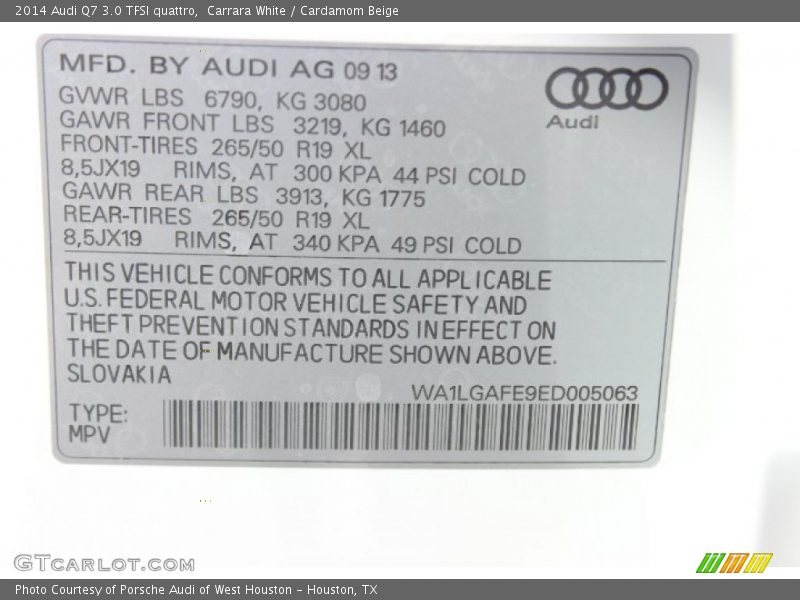 2014 Audi Q7 3.0 TFSI quattro,  Carrara White / Cardamom Beige
MFD. BY AUDI AG 09 13
GVWR LBS 6790, KG 3080
GAWR FRONT LBS 3219, KG 1460
FRONT-TIRES 265/50 R19 XL
8,5JX19 RIMS, AT 300 KPA 44 PSI COLD
GAWR REAR LBS 3913, KG 1775
REAR-TIRES 265/50 R19 XL
8,5JX19 RIMS, AT 340 KPA 49 PSI COLD
Audi
THIS VEHICLE CONFORMS TO ALL APPLICABLE
U.S. FEDERAL MOTOR VEHICLE SAFETY AND
THEFT PREVENTION STANDARDS IN EFFECT ON
THE DATE OF MANUFACTURE SHOWN ABOVE.
SLOVAKIA
WA1LGAFE9ED005063
TYPE:
MPV
GTCARLOT.COM
Photo Courtesy of Porsche Audi of West Houston – Houston, TX